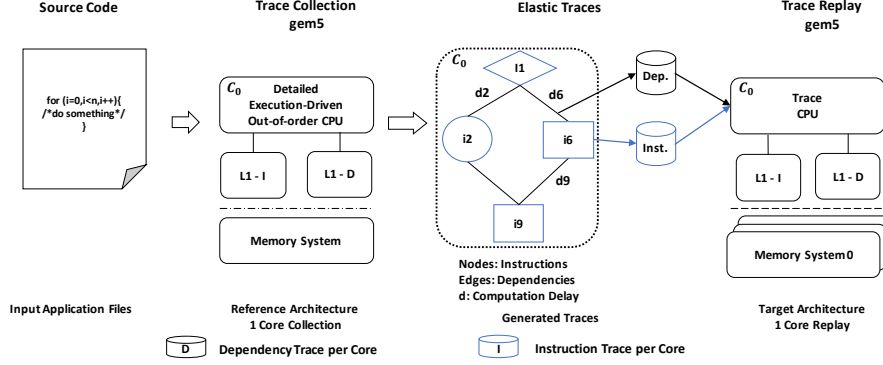 Source Code
Trace Collection
gem5
Elastic Traces
Trace Replay
gem5
for (i=0,i<n,i++){
/*do something*/
}
C0
Detailed
Execution-Driven
Out-of-order CPU
L1 - I
L1 - D
Memory System
C0
I1
d2
d6
i2
i6
d9
i9
Dep.
Inst.
C0
Trace
CPU
L1 - I
L1 - D
Memory System 0
Nodes: Instructions
Edges: Dependencies
d: Computation Delay
Input Application Files
Reference Architecture
1 Core Collection
Generated Traces
Target Architecture
1 Core Replay
D
Dependency Trace per Core
I
Instruction Trace per Core